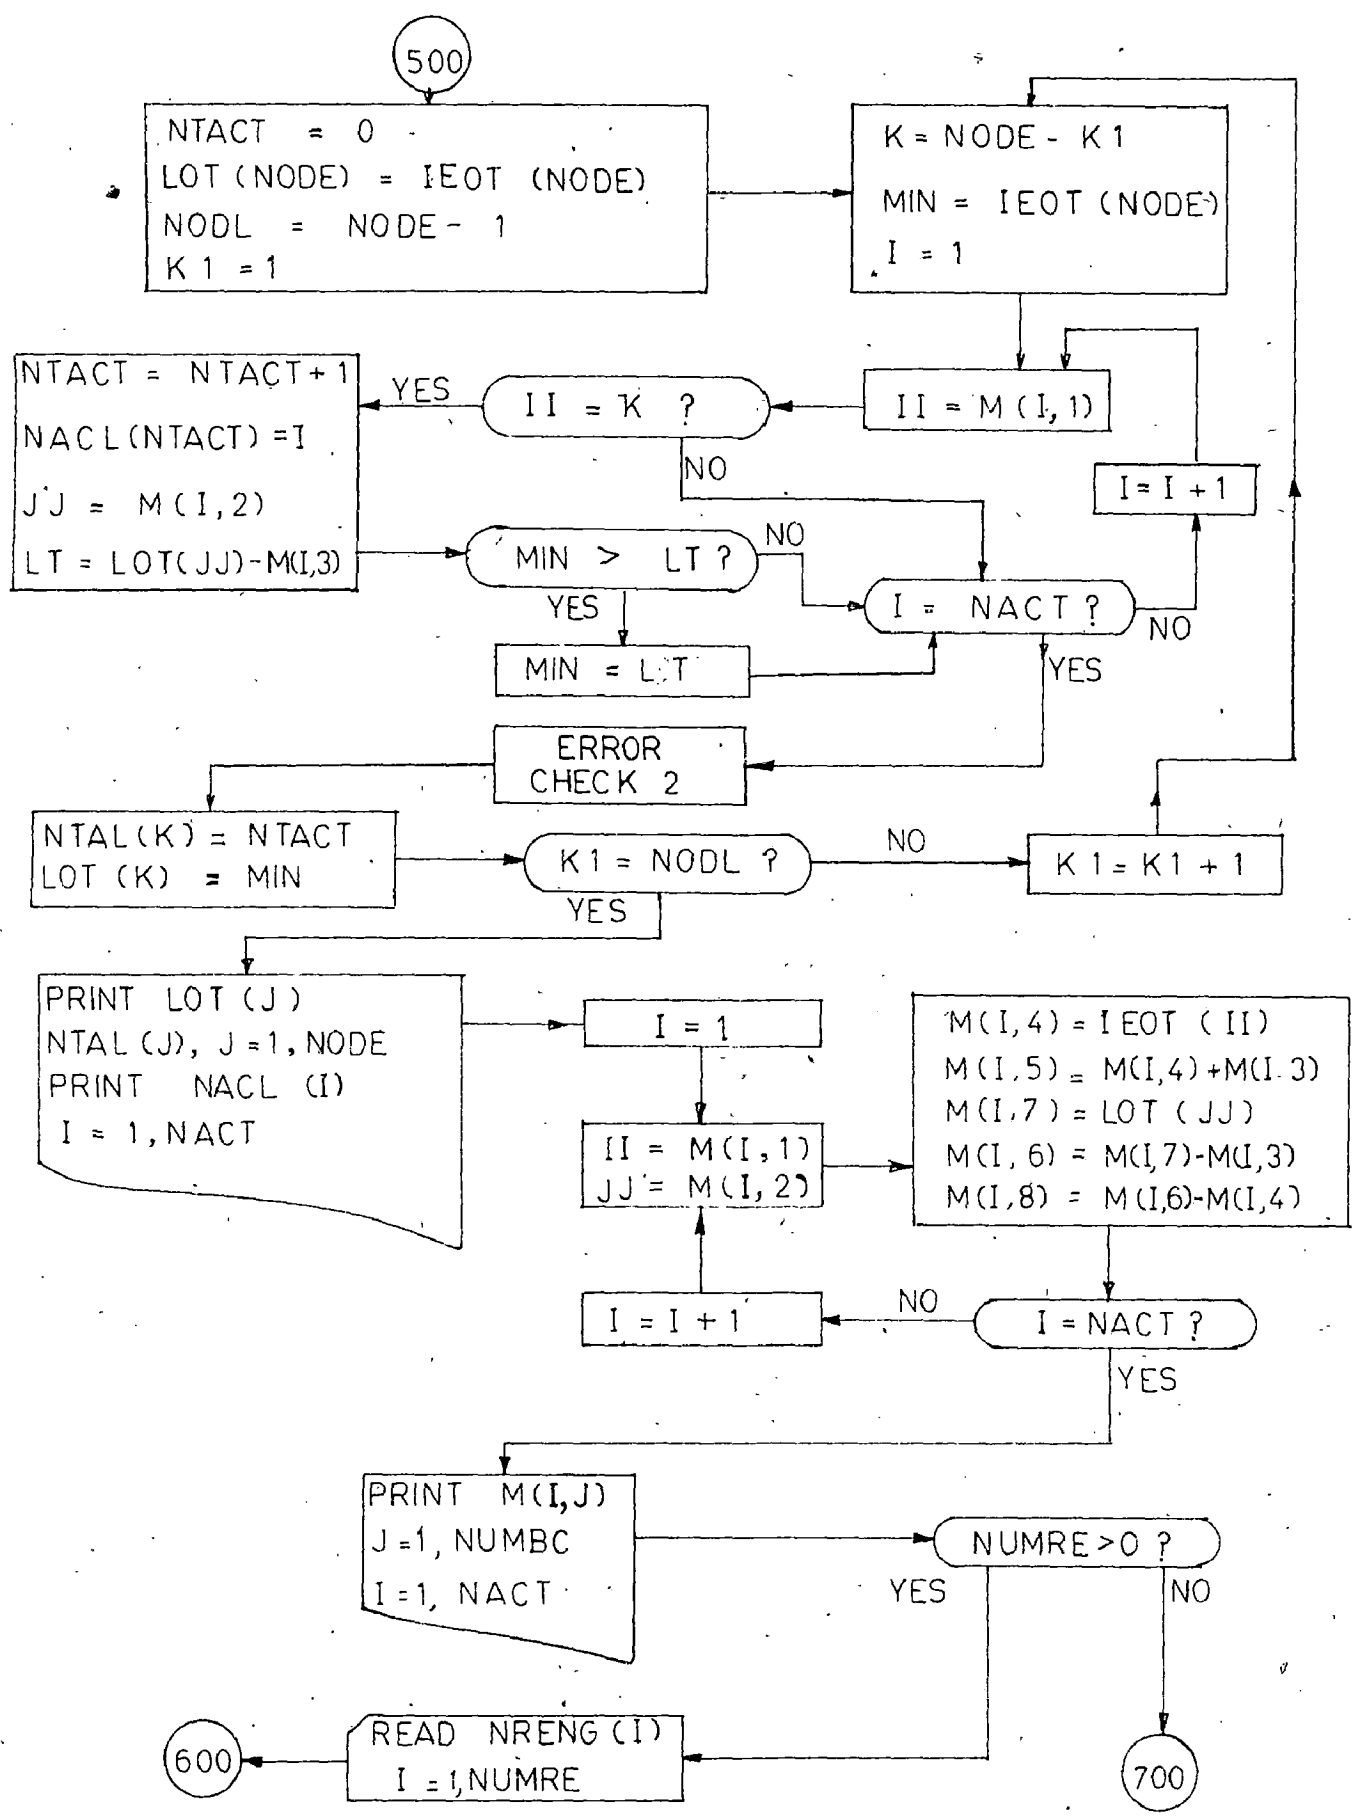 500
NTACT = 0
LOT (NODE) = IEOT (NODE)
NODL = NODE - 1
K1 = 1
K = NODE - K1
MIN = IEOT (NODE)
I = 1
II = M(I,1)
II = K ?
YES
NO
NTACT = NTACT + 1
NACL(NTACT) = I
JJ = M(I,2)
LT = LOT(JJ)-M(I,3)
I = I + 1
MIN > LT ?
NO
YES
I = NACT ?
NO
YES
MIN = LT
ERROR
CHECK 2
NTAL(K) = NTACT
LOT (K) = MIN
K1 = NODL ?
NO
YES
K1 = K1 + 1
PRINT LOT (J)
NTAL(J), J=1, NODE
PRINT NACL (I)
I = 1, NACT
I = 1
II = M(I,1)
JJ = M(I,2)
M(I,4) = IEOT (II)
M(I,5) = M(I,4)+M(I,3)
M(I,7) = LOT (JJ)
M(I,6) = M(I,7)-M(I,3)
M(I,8) = M(I,6)-M(I,4)
I = I + 1
NO
I = NACT ?
YES
PRINT M(I,J)
J=1, NUMBC
I=1, NACT
NUMRE>0 ?
YES
NO
READ NRENG (I)
I = 1, NUMRE
600
700